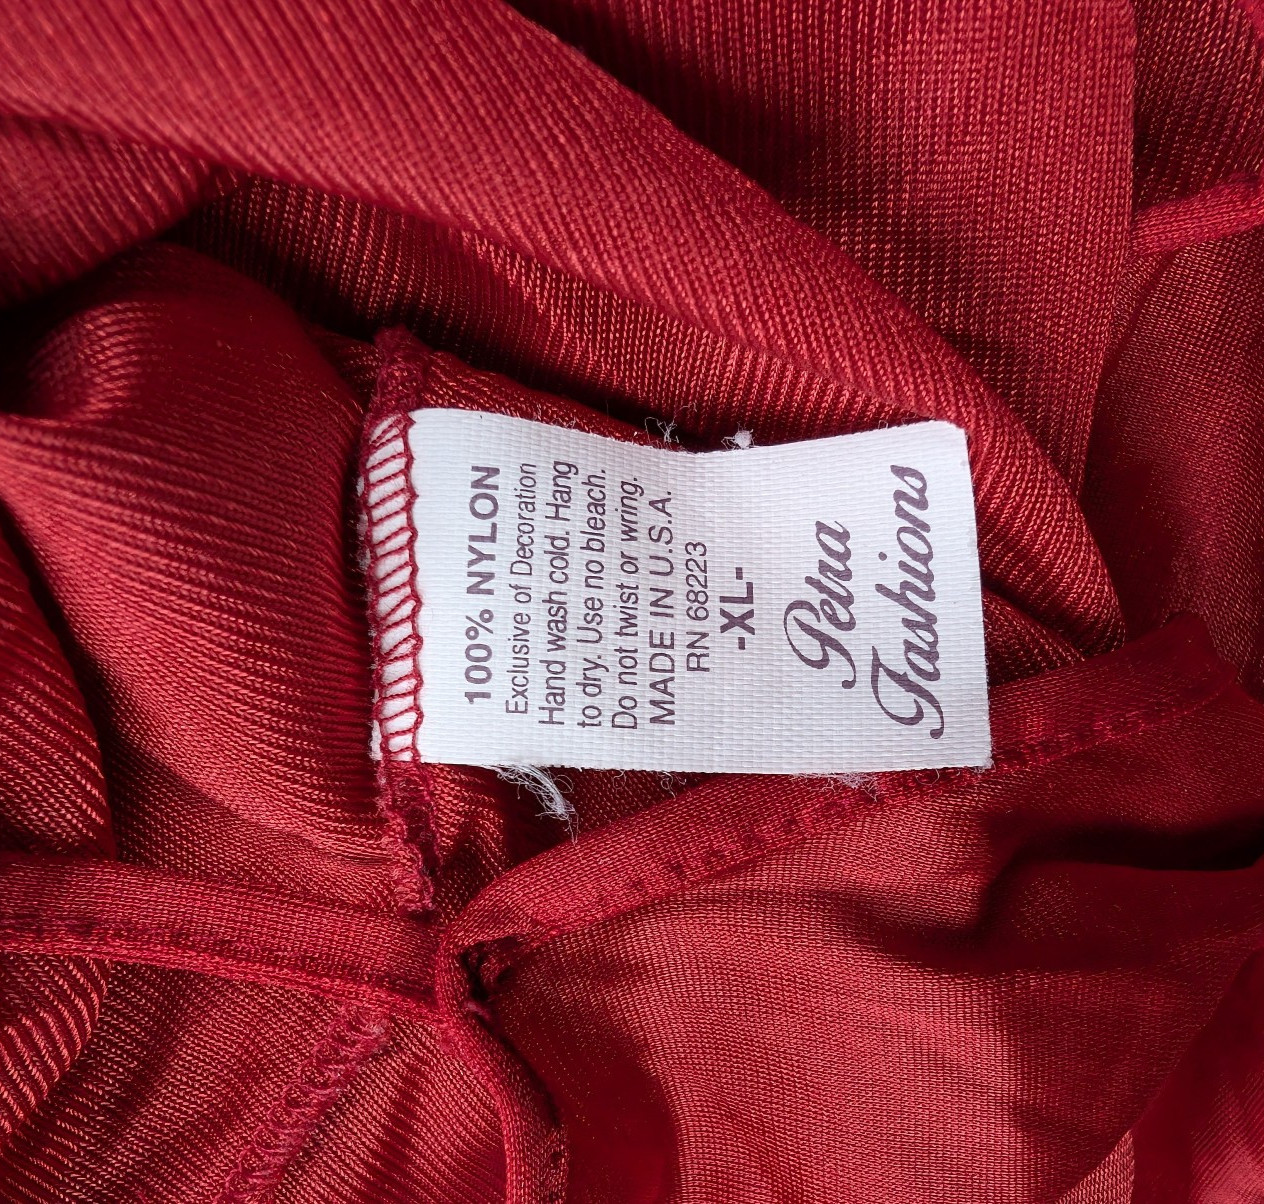 100% NYLON
Exclusive of Decoration
Hand wash cold. Hang
to dry. Use no bleach.
Do not twist or wring.
MADE IN U.S.A.
RN 68223
-XL-
Petra
Fashions